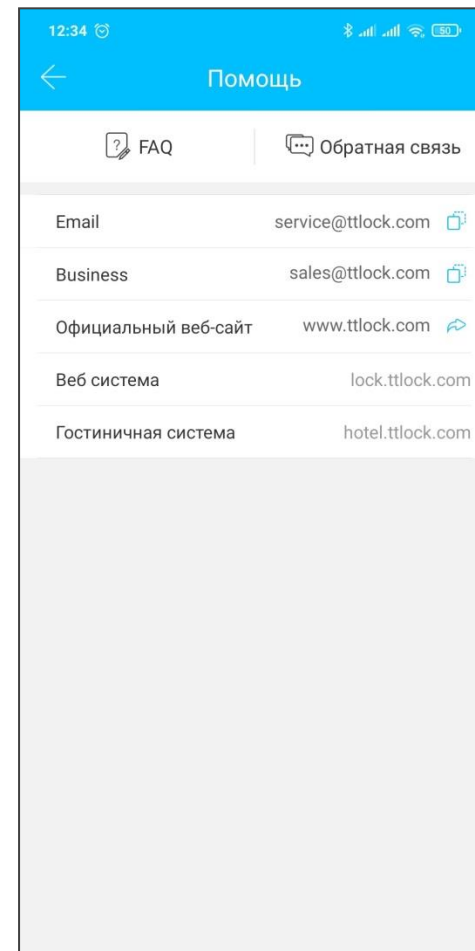 12:34
50
Помощь
FAQ
Обратная связь
Email service@ttlock.com
Business sales@ttlock.com
Официальный веб-сайт www.ttlock.com
Веб система lock.ttlock.com
Гостиничная система hotel.ttlock.com